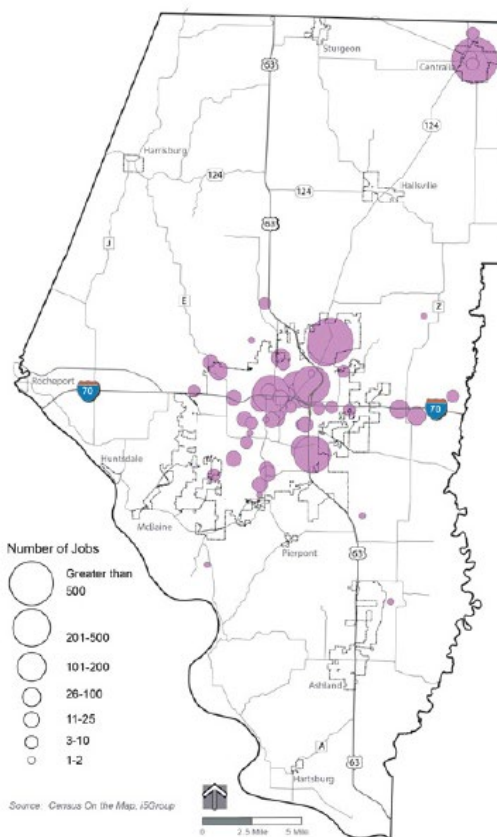 Sturgeon
63
Centralia
124
Harrisburg
124
124
Hallsville
63
J
E
Z
Rocheport
70
70
Huntsdale
McBaine
Number of Jobs
Greater than
500
Pierpont
63
201-500
101-200
26-100
Ashland
11-25
3-10
A
1-2
63
Hartsburg
Source: Census On the Map, i5Group
0 2.5 Mile 5 Mile